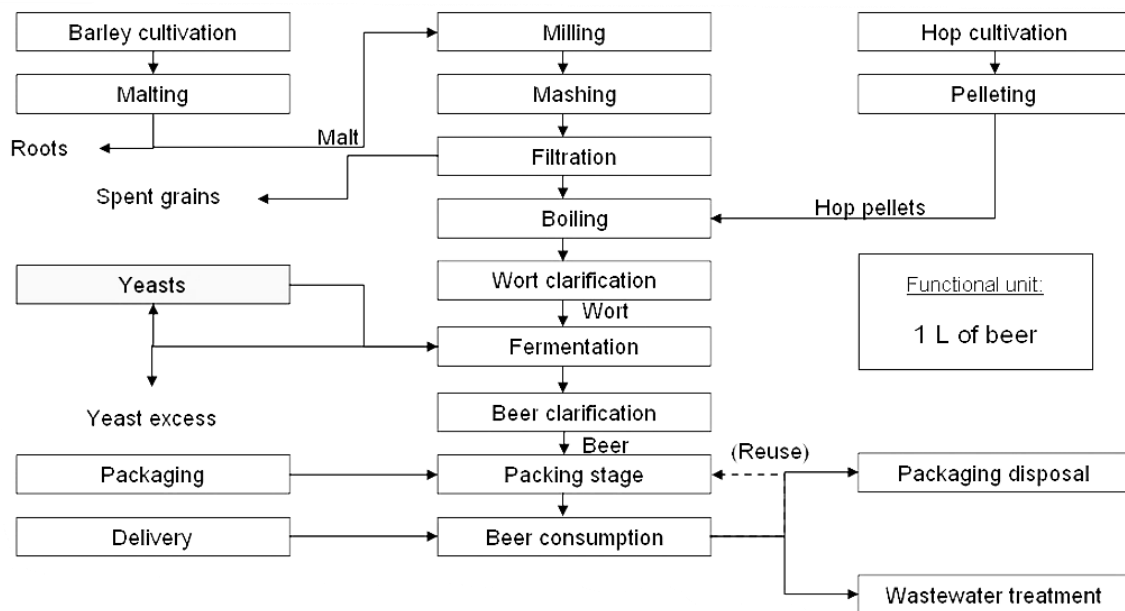 Barley cultivation
Milling
Hop cultivation
Malting
Mashing
Pelleting
Malt
Roots
Filtration
Spent grains
Boiling
Hop pellets
Yeasts
Wort clarification
Functional unit:
1 L of beer
Wort
Fermentation
Yeast excess
Beer clarification
Beer
(Reuse)
Packaging
Packing stage
Packaging disposal
Delivery
Beer consumption
Wastewater treatment